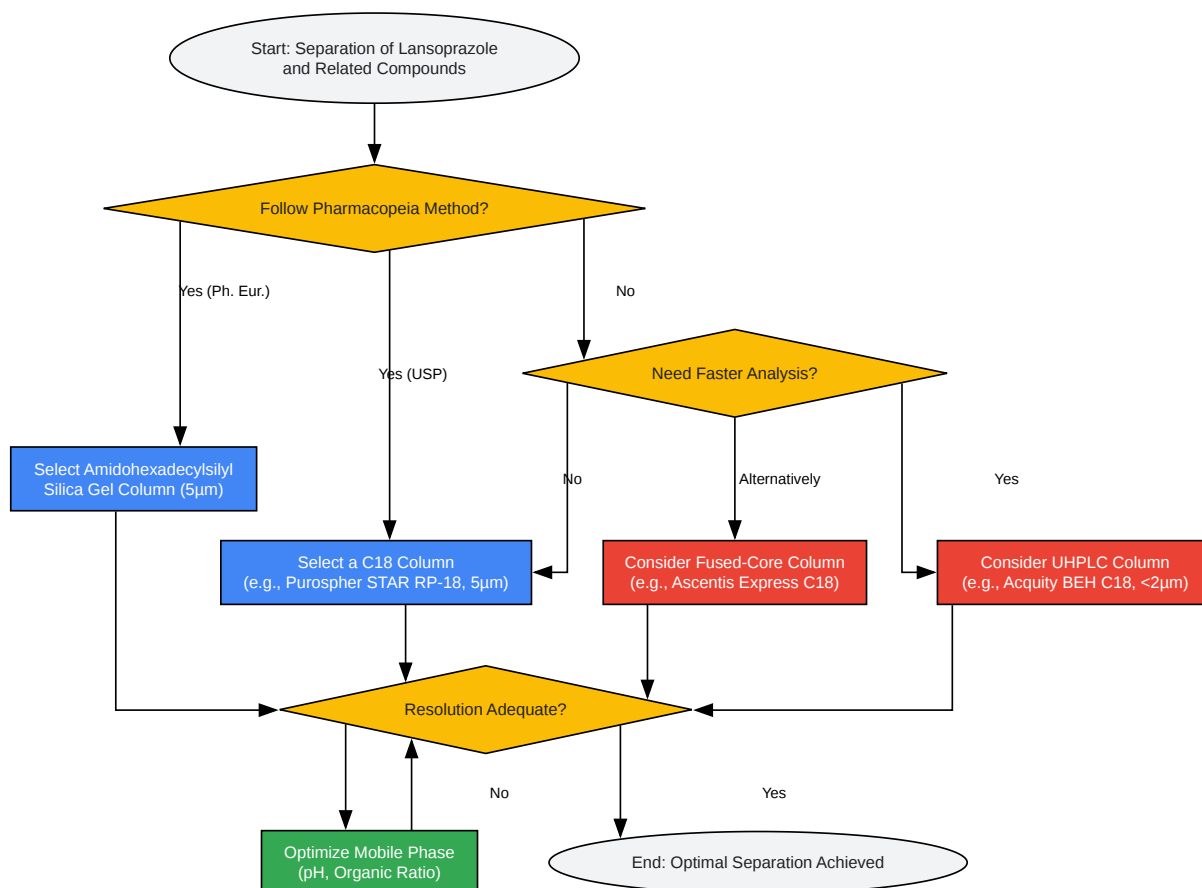 Start: Separation of Lansoprazole
and Related Compounds
Follow Pharmacopeia Method?
Yes (Ph. Eur.)
No
Need Faster Analysis?
Yes (USP)
Select Amidohexadecylsilyl
Silica Gel Column (5µm)
No
Alternatively
Yes
Select a C18 Column
(e.g., Purospher STAR RP-18, 5µm)
Consider Fused-Core Column
(e.g., Ascentis Express C18)
Consider UHPLC Column
(e.g., Acquity BEH C18, <2µm)
Resolution Adequate?
No
Yes
Optimize Mobile Phase
(pH, Organic Ratio)
End: Optimal Separation Achieved